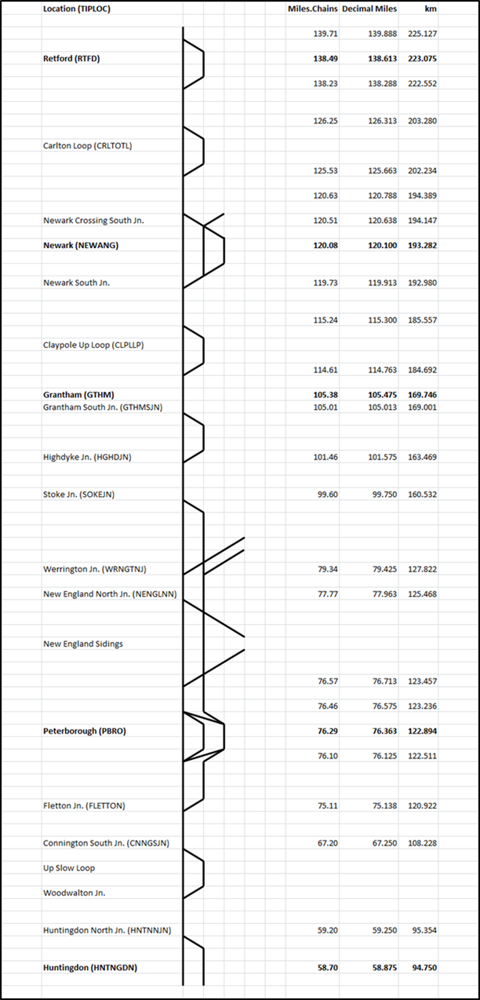 Location (TIPLOC) Miles.Chains Decimal Miles km
139.71 139.888 225.127
Retford (RTFD) 138.49 138.613 223.075
138.23 138.288 222.552
126.25 126.313 203.280
Carlton Loop (CRLTOTL)
125.53 125.663 202.234
120.63 120.788 194.389
Newark Crossing South Jn. 120.51 120.638 194.147
Newark (NEWANG) 120.08 120.100 193.282
Newark South Jn. 119.73 119.913 192.980
115.24 115.300 185.557
Claypole Up Loop (CLPLLP)
114.61 114.763 184.692
Grantham (GTHM) 105.38 105.475 169.746
Grantham South Jn. (GTHMSJN) 105.01 105.013 169.001
Highdyke Jn. (HGHDJN) 101.46 101.575 163.469
Stoke Jn. (SOKEJN) 99.60 99.750 160.532
Werrington Jn. (WRNGTNJ) 79.34 79.425 127.822
New England North Jn. (NENGLNN) 77.77 77.963 125.468
New England Sidings
76.57 76.713 123.457
76.46 76.575 123.236
Peterborough (PBRO) 76.29 76.363 122.894
76.10 76.125 122.511
Fletton Jn. (FLETTON) 75.11 75.138 120.922
Connington South Jn. (CNNGSJN) 67.20 67.250 108.228
Up Slow Loop
Woodwalton Jn.
Huntingdon North Jn. (HNTNNJN) 59.20 59.250 95.354
Huntingdon (HNTNGDN) 58.70 58.875 94.750